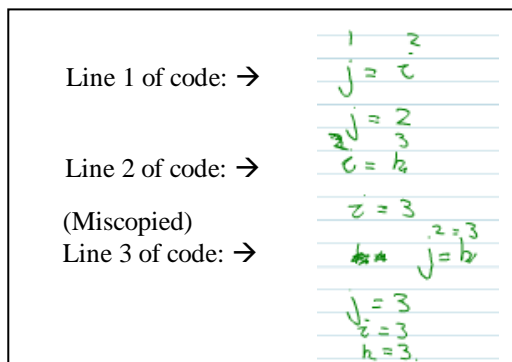 1 2
Line 1 of code: → j = i
j = 2
2 3
Line 2 of code: → i = k
(Miscopied) i = 3
2 = 3
Line 3 of code: → j = k
j = 3
i = 3
k = 3